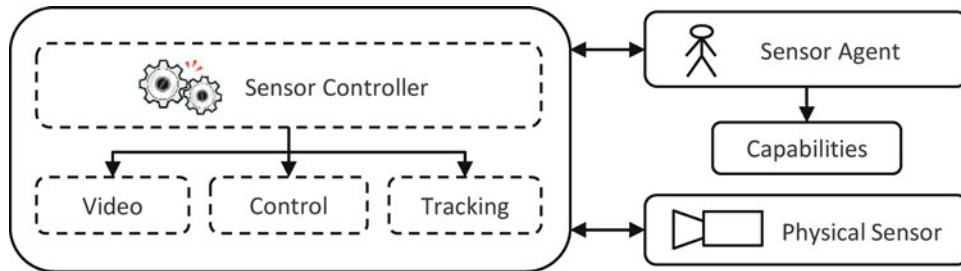 Sensor Controller
Video
Control
Tracking
Sensor Agent
Capabilities
Physical Sensor